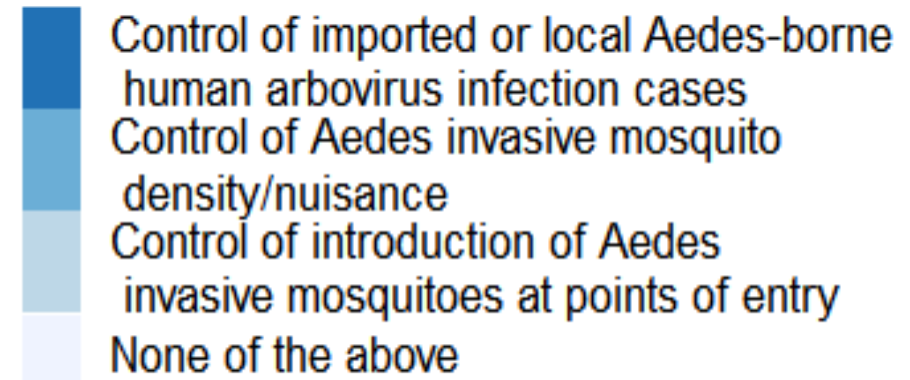 Control of imported or local Aedes-borne
human arbovirus infection cases
Control of Aedes invasive mosquito
density/nuisance
Control of introduction of Aedes
invasive mosquitoes at points of entry
None of the above